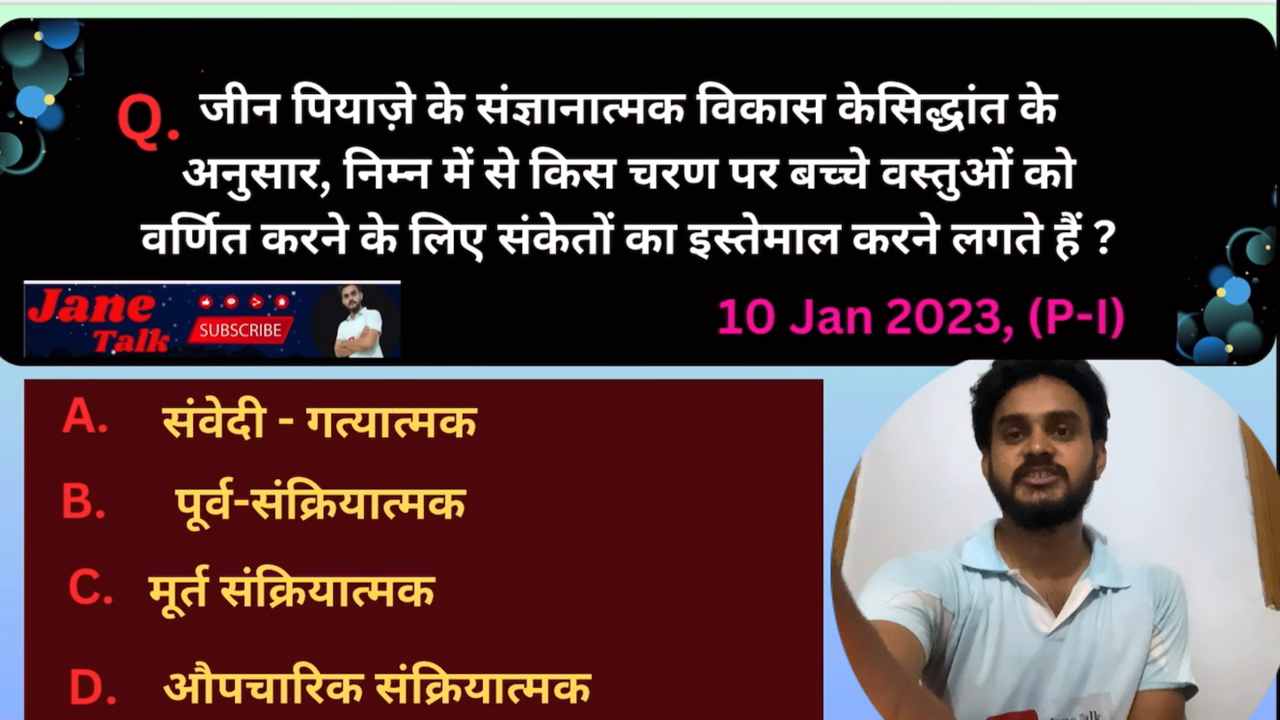 Q. जीन पियाज़े के संज्ञानात्मक विकास केसिद्धांत के
अनुसार, निम्न में से किस चरण पर बच्चे वस्तुओं को
वर्णित करने के लिए संकेतों का इस्तेमाल करने लगते हैं ?
Jane
Talk
SUBSCRIBE
10 Jan 2023, (P-I)
A. संवेदी - गत्यात्मक
B. पूर्व-संक्रियात्मक
C. मूर्त संक्रियात्मक
D. औपचारिक संक्रियात्मक